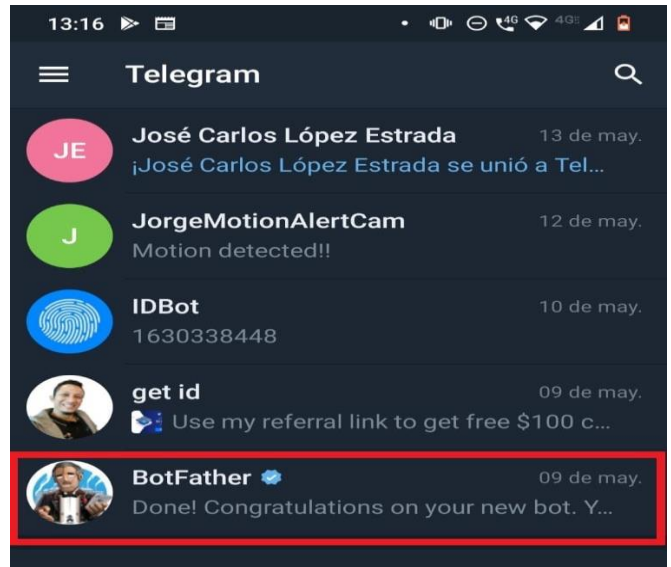 13:16 4G 4G
Telegram
JE José Carlos López Estrada 13 de may.
¡José Carlos López Estrada se unió a Tel...
J JorgeMotionAlertCam 12 de may.
Motion detected!!
IDBot 10 de may.
1630338448
get id 09 de may.
Use my referral link to get free $100 c...
BotFather 09 de may.
Done! Congratulations on your new bot. Y...